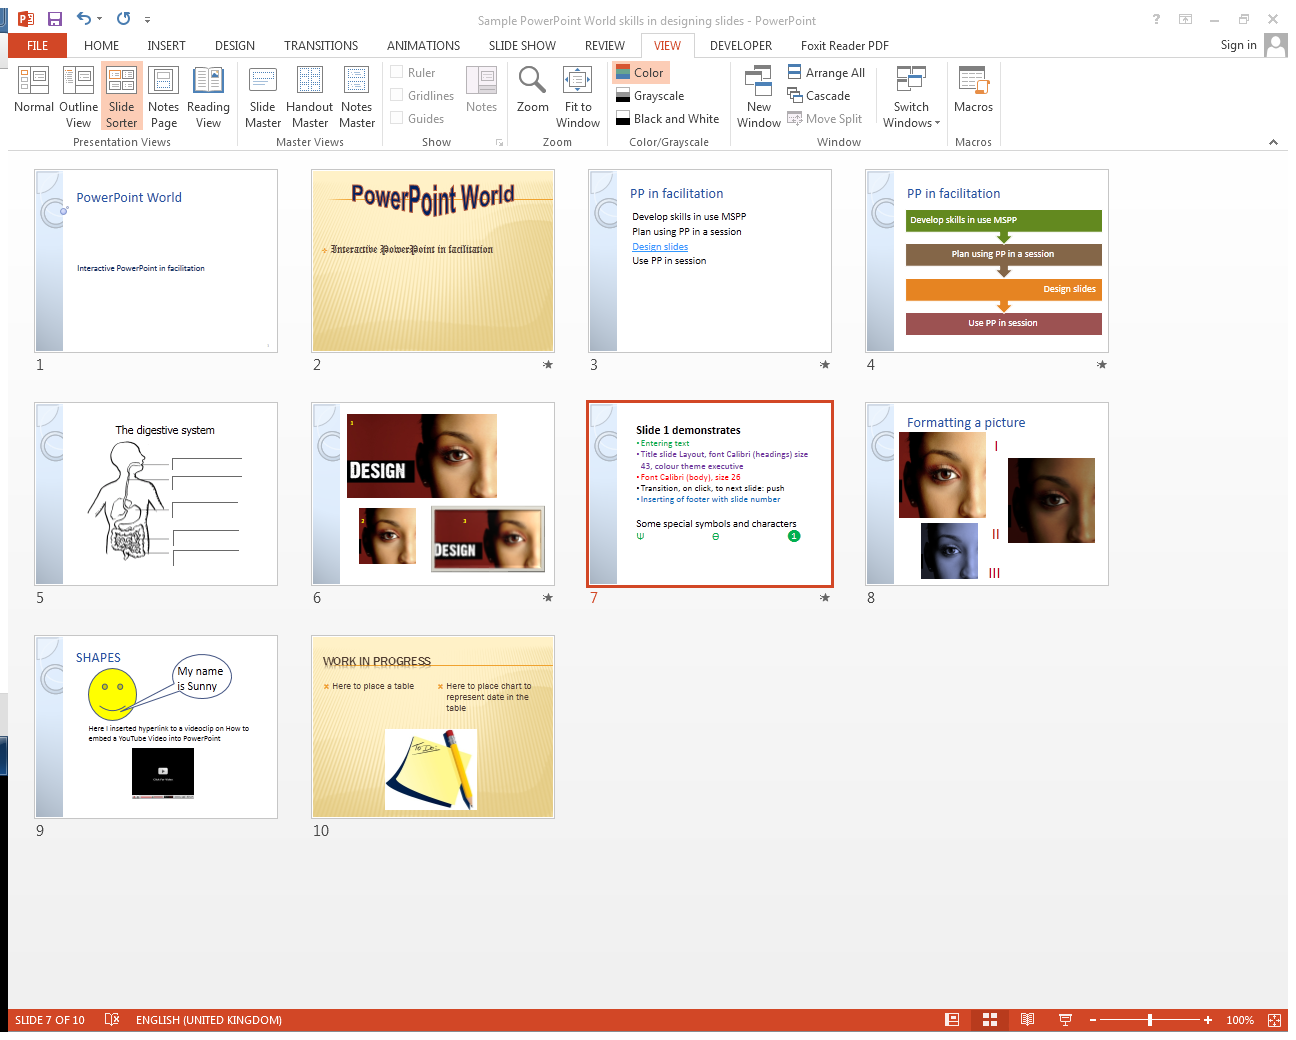 Sample PowerPoint World skills in designing slides - PowerPoint
?
FILE HOME INSERT DESIGN TRANSITIONS ANIMATIONS SLIDE SHOW REVIEW VIEW DEVELOPER Foxit Reader PDF Sign in
Normal Outline View Slide Sorter Notes Page Reading View
Presentation Views
Slide Master Handout Master Notes Master
Master Views
Ruler
Gridlines
Guides
Notes
Show
Zoom Fit to Window
Zoom
Color
Grayscale
Black and White
Color/Grayscale
New Window
Arrange All
Cascade
Move Split
Switch Windows
Window
Macros
Macros
PowerPoint World
Interactive PowerPoint in facilitation
1
PowerPoint World
Interactive PowerPoint in facilitation
2
PP in facilitation
Develop skills in use MSPP
Plan using PP in a session
Design slides
Use PP in session
3
PP in facilitation
Develop skills in use MSPP
Plan using PP in a session
Design slides
Use PP in session
4
The digestive system
5
1
DESIGN
2
3
DESIGN
6
Slide 1 demonstrates
•Entering text
•Title slide Layout, font Calibri (headings) size
43, colour theme executive
•Font Calibri (body), size 26
•Transition, on click, to next slide: push
•Inserting of footer with slide number
Some special symbols and characters
Ψ Ɵ 1
7
Formatting a picture
I
II
III
8
SHAPES
My name
is Sunny
Here I inserted hyperlink to a videoclip on How to
embed a YouTube Video into PowerPoint
9
WORK IN PROGRESS
Here to place a table
Here to place chart to
represent date in the
table
10
SLIDE 7 OF 10 ENGLISH (UNITED KINGDOM) 100%